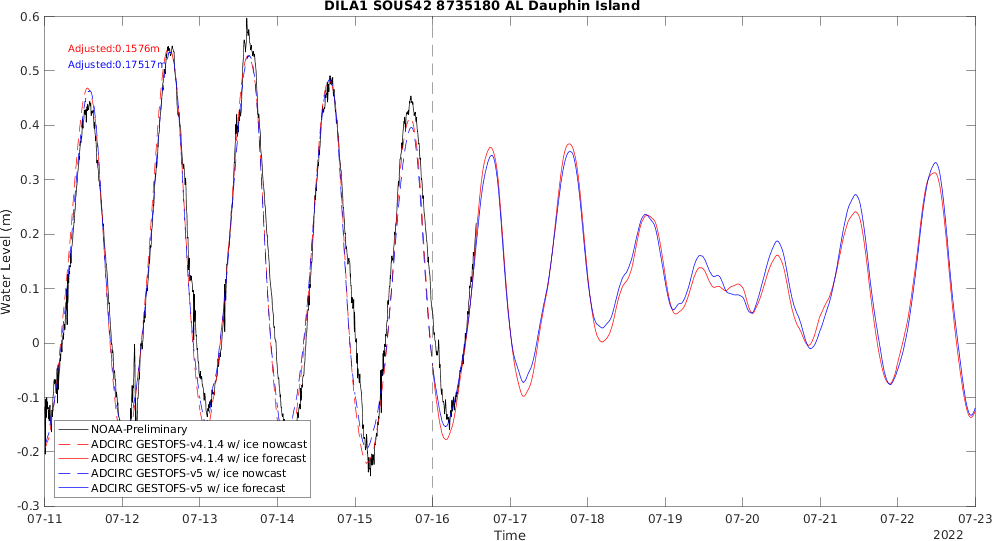 DILA1 SOUS42 8735180 AL Dauphin Island
Adjusted:0.1576m
Adjusted:0.17517m
Water Level (m)
0.6
0.5
0.4
0.3
0.2
0.1
0
-0.1
-0.2
-0.3
NOAA-Preliminary
ADCIRC GESTOFS-v4.1.4 w/ ice nowcast
ADCIRC GESTOFS-v4.1.4 w/ ice forecast
ADCIRC GESTOFS-v5 w/ ice nowcast
ADCIRC GESTOFS-v5 w/ ice forecast
07-11 07-12 07-13 07-14 07-15 07-16 07-17 07-18 07-19 07-20 07-21 07-22 07-23
Time
2022